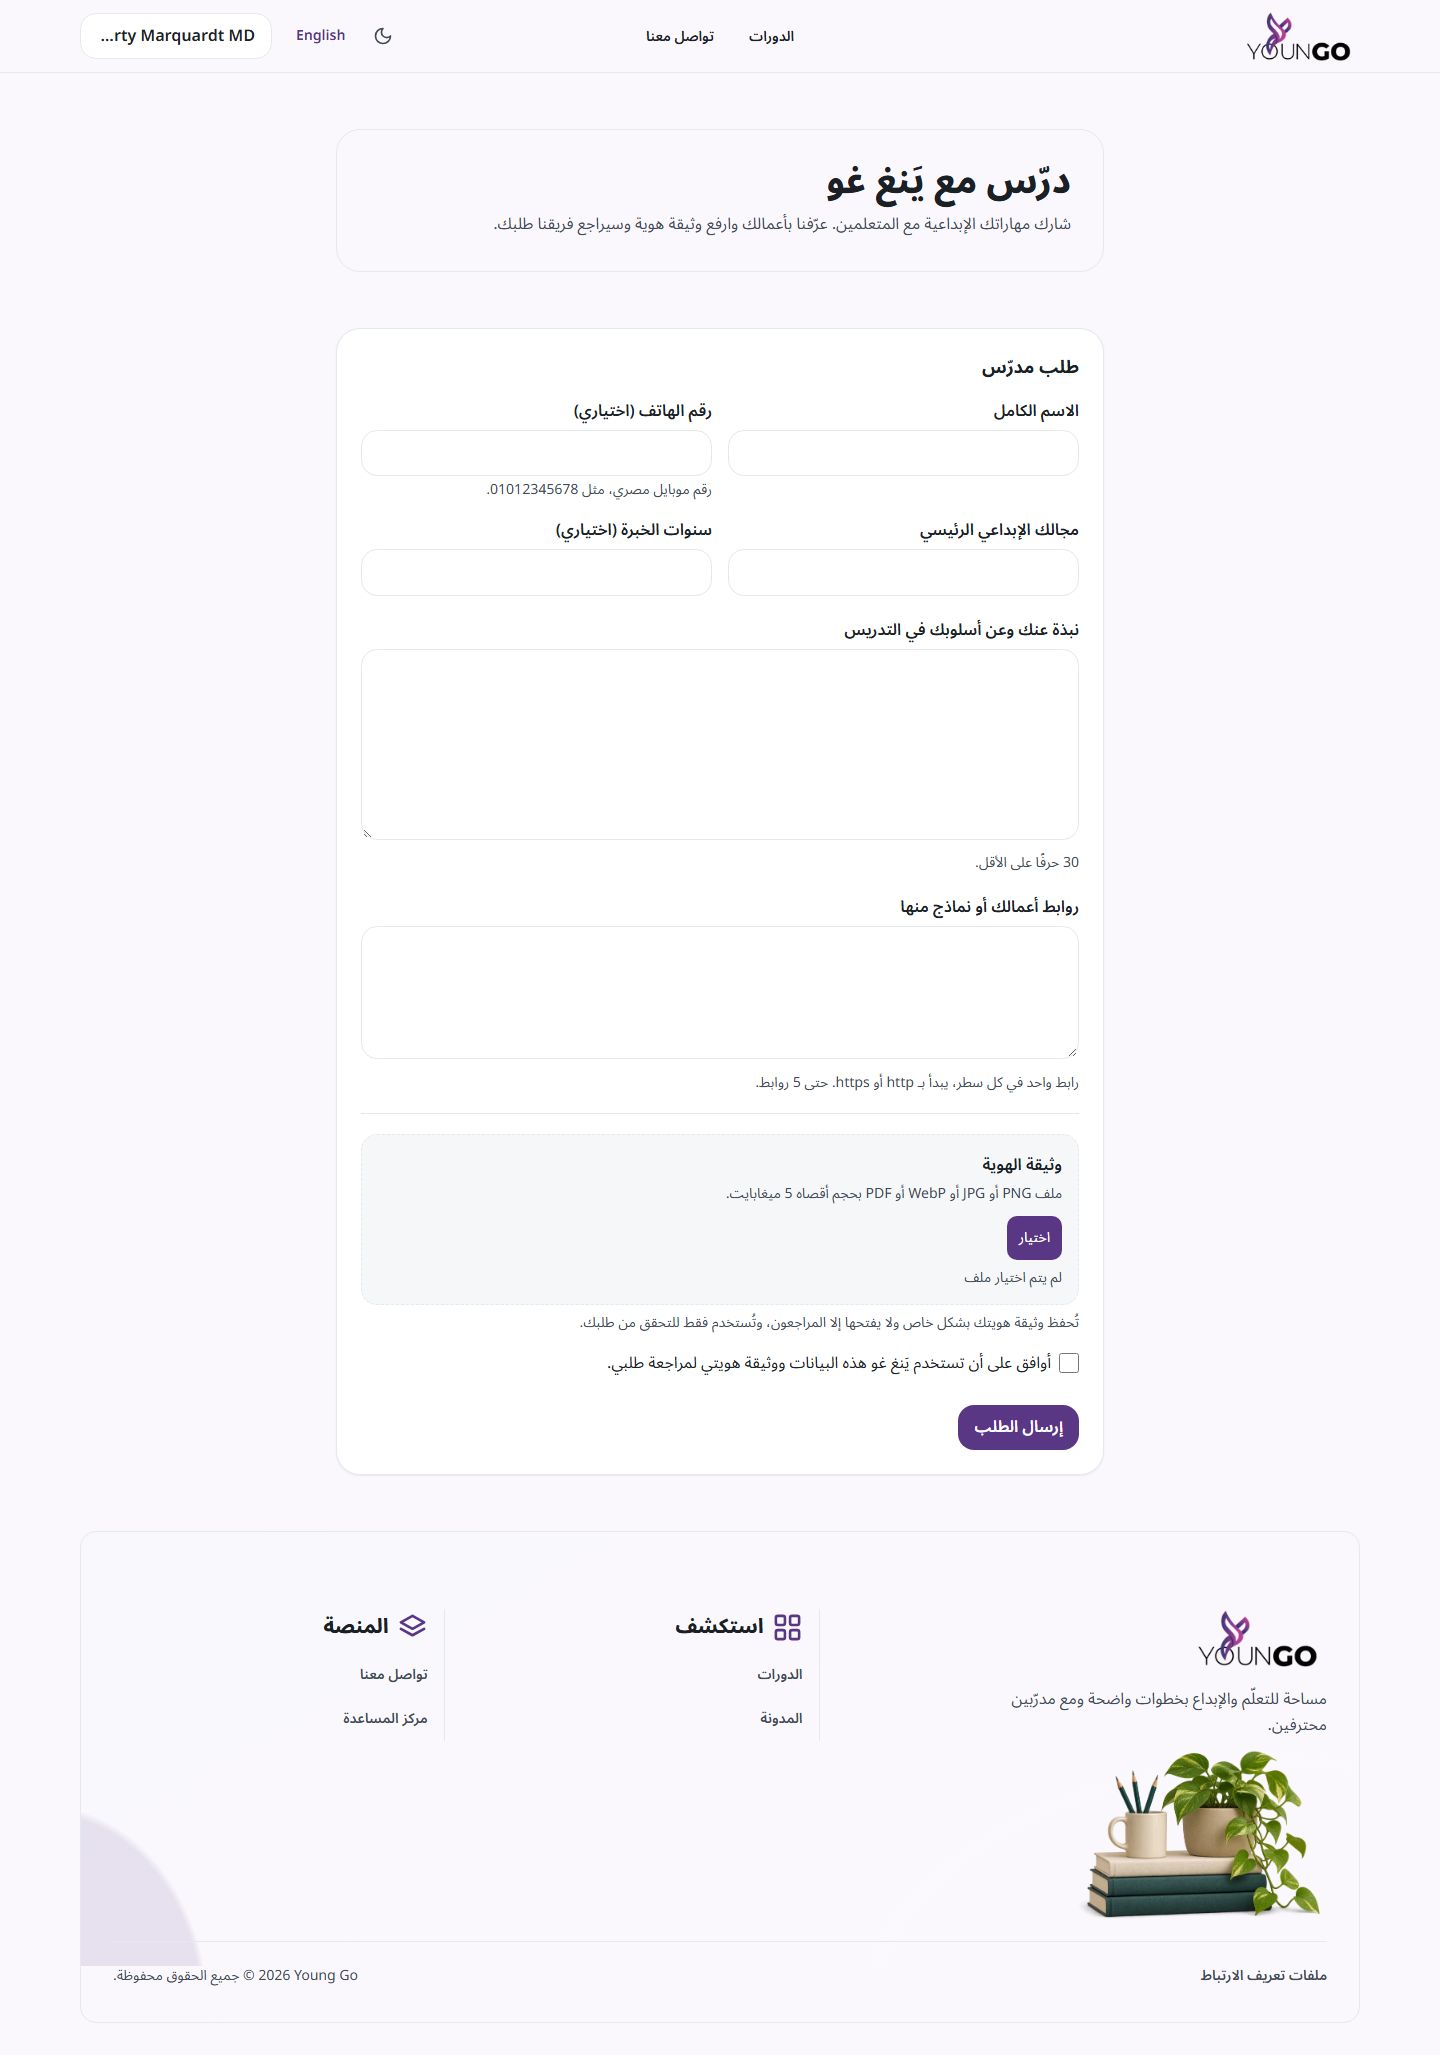 YOUNGO
الدورات
تواصل معنا
English
...rty Marquardt MD
درّس مع يَنغ غو
شارك مهاراتك الإبداعية مع المتعلمين. عرّفنا بأعمالك وارفع وثيقة هوية وسيراجع فريقنا طلبك.
طلب مدرّس
الاسم الكامل
رقم الهاتف (اختياري)
رقم موبايل مصري، مثل 01012345678.
مجالك الإبداعي الرئيسي
سنوات الخبرة (اختياري)
نبذة عنك وعن أسلوبك في التدريس
30 حرفًا على الأقل.
روابط أعمالك أو نماذج منها
رابط واحد في كل سطر، يبدأ بـ http أو https. حتى 5 روابط.
وثيقة الهوية
ملف PNG أو JPG أو WebP أو PDF بحجم أقصاه 5 ميغابايت.
اختيار
لم يتم اختيار ملف
تُحفظ وثيقة هويتك بشكل خاص ولا يفتحها إلا المراجعون، وتُستخدم فقط للتحقق من طلبك.
أوافق على أن تستخدم يَنغ غو هذه البيانات ووثيقة هويتي لمراجعة طلبي.
إرسال الطلب
YOUNGO
مساحة للتعلّم والإبداع بخطوات واضحة ومع مدرّبين
محترفين.
استكشف
الدورات
المدونة
المنصة
تواصل معنا
مركز المساعدة
ملفات تعريف الارتباط
Young Go 2026 © جميع الحقوق محفوظة.